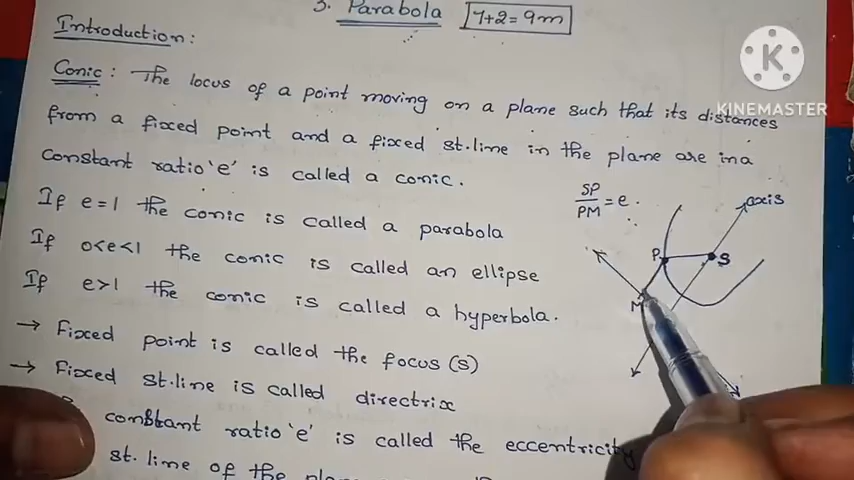 3. Parabola 7+2=9m
Introduction:
Conic: The locus of a point moving on a plane such that its distances
from a fixed point and a fixed st.line in the plane are in a
constant ratio 'e' is called a conic.
If e=1 the conic is called a parabola
If 0<e<1 the conic is called an ellipse
If e>1 the conic is called a hyperbola.
→ Fixed point is called the focus (S)
→ Fixed st.line is called directrix
constant ratio 'e' is called the eccentricity
st. line of the
SP/PM = e
axis
P
S
M
K
KINEMASTER